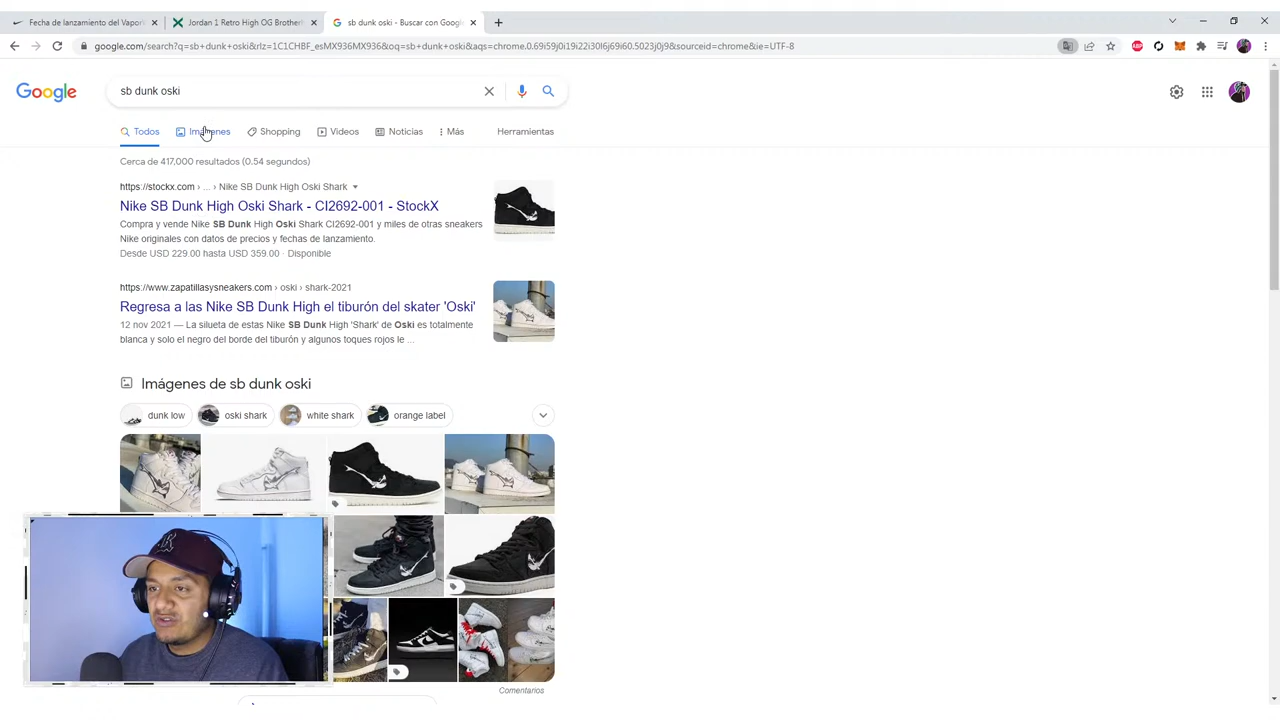 Fecha de lanzamiento del Vapor
Jordan 1 Retro High OG Brother
sb dunk oski - Buscar con Google
google.com/search?q=sb+dunk+oski&rlz=1C1CHBF_esMX936MX936&oq=sb+dunk+oski&aqs=chrome.0.69i59j0i19i22i30l6j69i60.5023j0j9&sourceid=chrome&ie=UTF-8
Google
sb dunk oski
Todos
Imágenes
Shopping
Videos
Noticias
Más
Herramientas
Cerca de 417,000 resultados (0.54 segundos)
https://stockx.com › ... › Nike SB Dunk High Oski Shark
Nike SB Dunk High Oski Shark - CI2692-001 - StockX
Compra y vende Nike SB Dunk High Oski Shark CI2692-001 y miles de otras sneakers
Nike originales con datos de precios y fechas de lanzamiento.
Desde USD 229.00 hasta USD 359.00 · Disponible
https://www.zapatillasysneakers.com › oski › shark-2021
Regresa a las Nike SB Dunk High el tiburón del skater 'Oski'
12 nov 2021 — La silueta de estas Nike SB Dunk High 'Shark' de Oski es totalmente
blanca y solo el negro del borde del tiburón y algunos toques rojos le ...
Imágenes de sb dunk oski
dunk low
oski shark
white shark
orange label
Comentarios